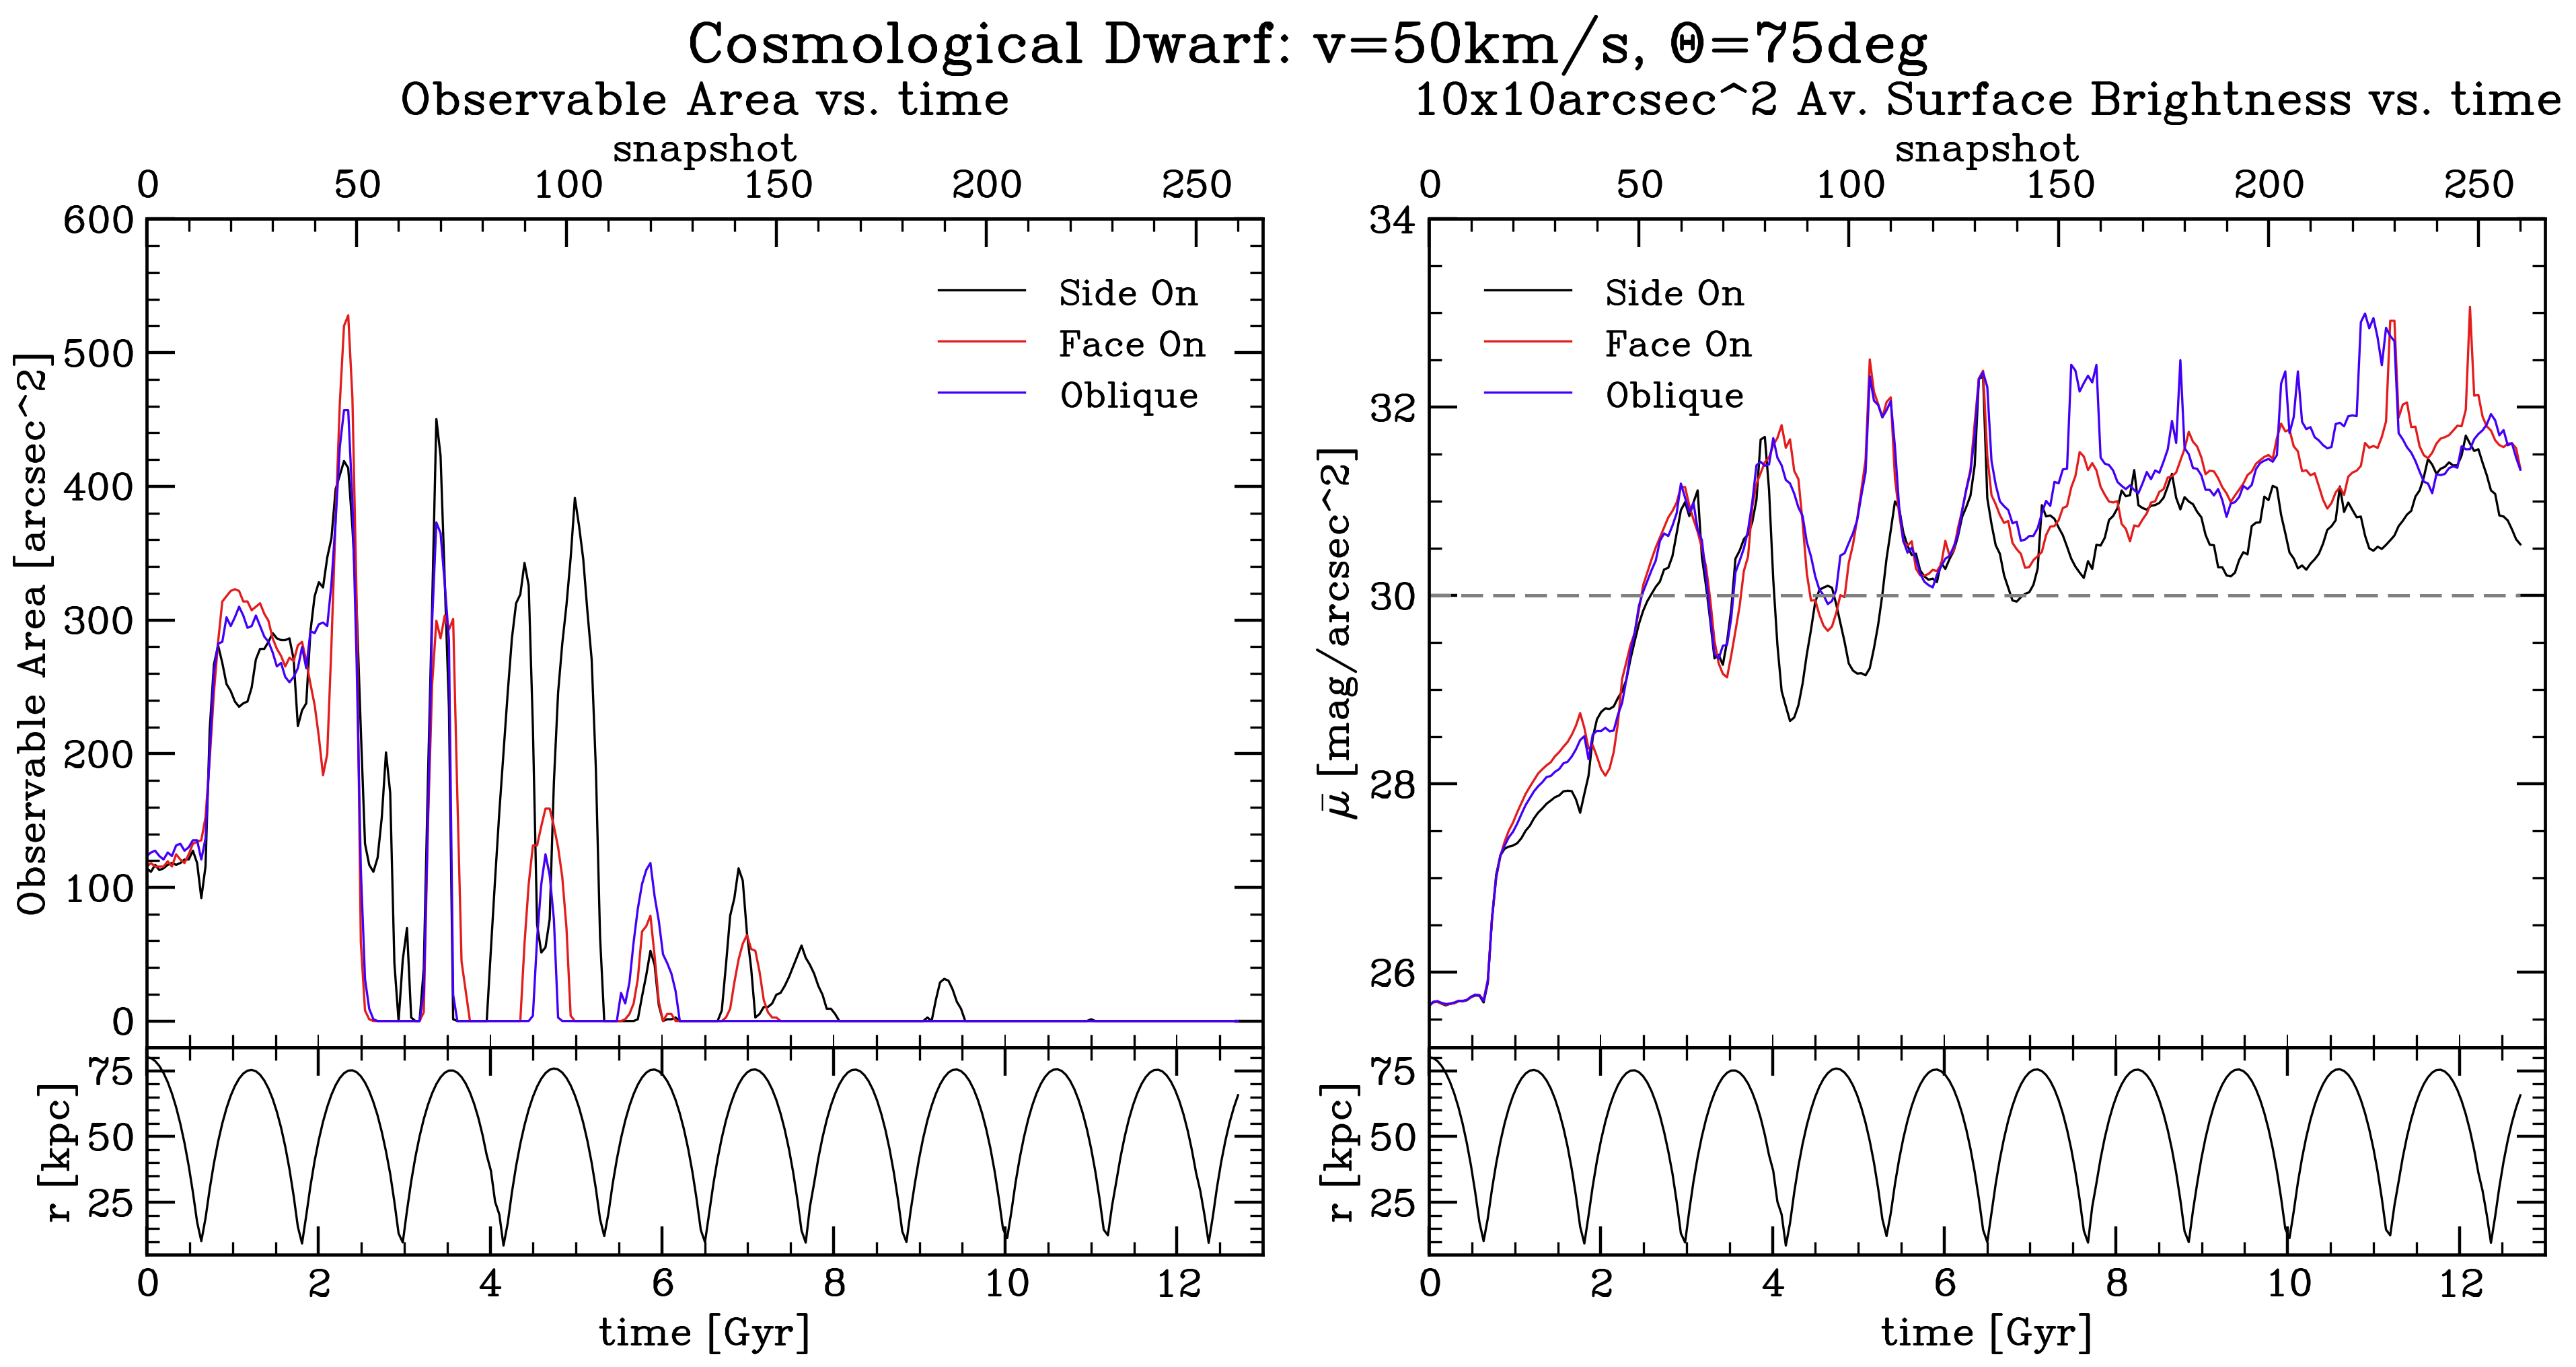 Cosmological Dwarf: v=50km/s, Θ=75deg
Observable Area vs. time
snapshot
0 50 100 150 200 250
600
500
400
300
200
100
0
Observable Area [arcsec^2]
Side On
Face On
Oblique
75
50
25
r [kpc]
0 2 4 6 8 10 12
time [Gyr]
10x10arcsec^2 Av. Surface Brightness vs. time
snapshot
0 50 100 150 200 250
34
32
30
28
26
μ̄ [mag/arcsec^2]
Side On
Face On
Oblique
75
50
25
r [kpc]
0 2 4 6 8 10 12
time [Gyr]